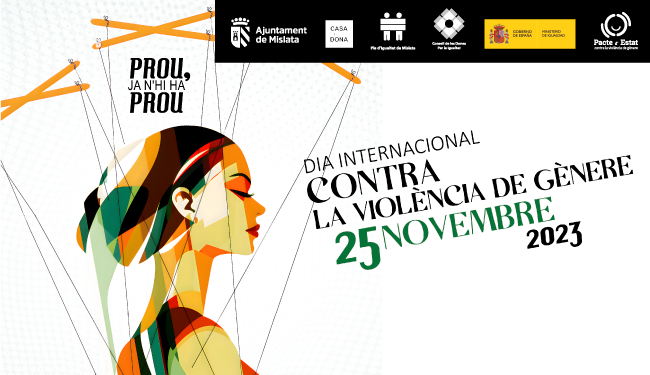 Ajuntament
de Mislata
CASA
DONA
Pla d'Igualtat de Mislata
Consell de les Dones
Per la Igualtat
GOBIERNO
DE ESPAÑA
MINISTERIO
DE IGUALDAD
Pacte d'Estat
contra la violència de gènere
PROU,
JA N'HI HA
PROU
DIA INTERNACIONAL
CONTRA
LA VIOLÈNCIA DE GÈNERE
25 NOVEMBRE
2023